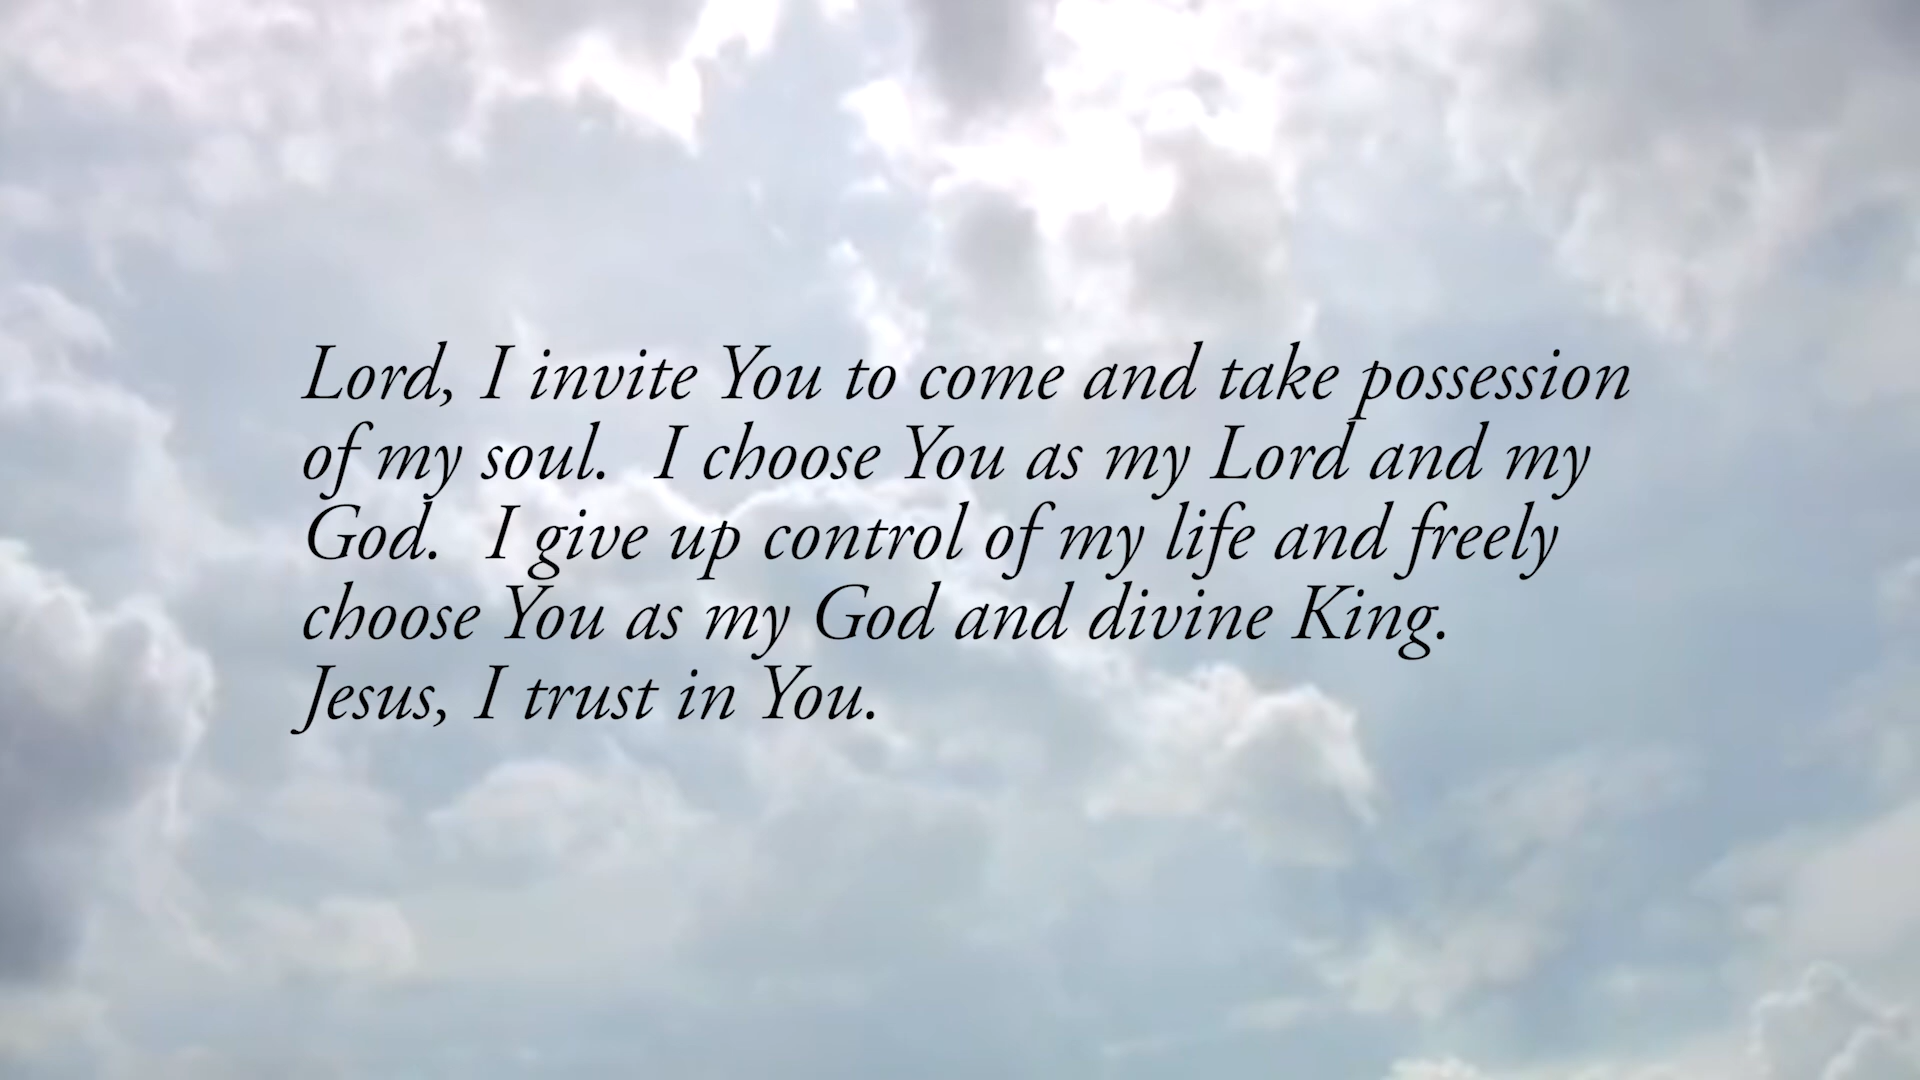 Lord, I invite You to come and take possession
of my soul.  I choose You as my Lord and my
God.  I give up control of my life and freely
choose You as my God and divine King.
Jesus, I trust in You.